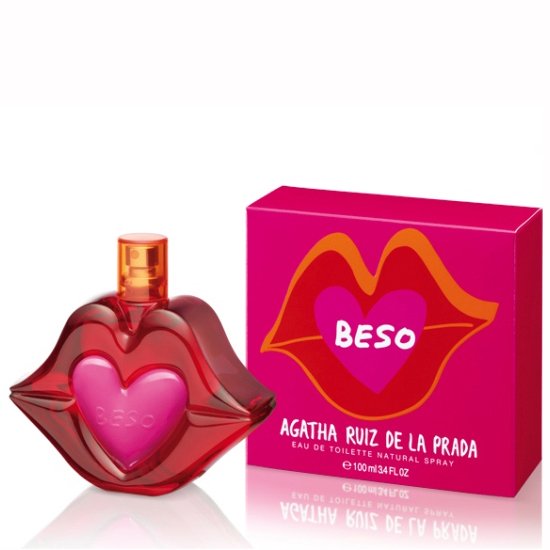 BESO
BESO
AGATHA RUIZ DE LA PRADA
EAU DE TOILETTE NATURAL SPRAY
℮ 100 ml 3.4 FL.OZ